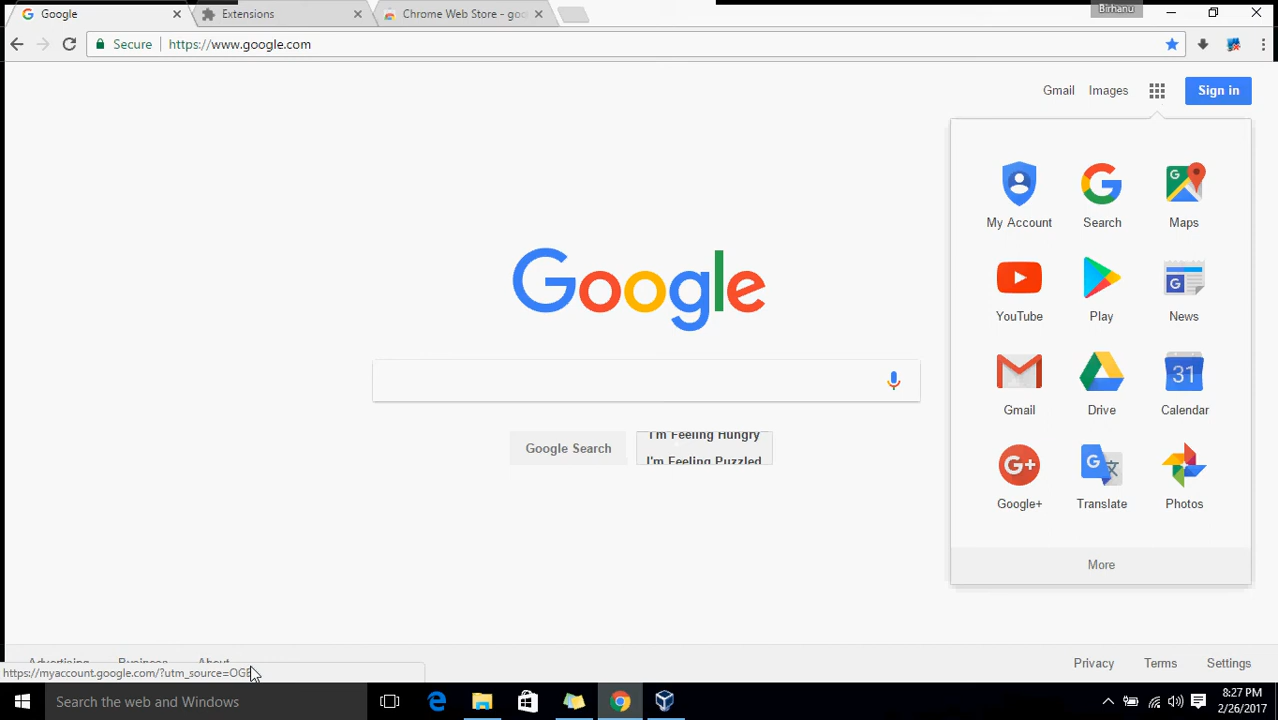 Birhanu
Google
Extensions
Chrome Web Store - goo
Secure
https://www.google.com
Gmail
Images
Sign in
My Account
Search
Maps
YouTube
Play
News
Gmail
Drive
31
Calendar
G+
Google+
Translate
Photos
More
Google
Google Search
I'm Feeling Hungry
I'm Feeling Puzzled
Advertising
Business
About
Privacy
Terms
Settings
https://myaccount.google.com/?utm_source=OGB
Search the web and Windows
8:27 PM
2/26/2017